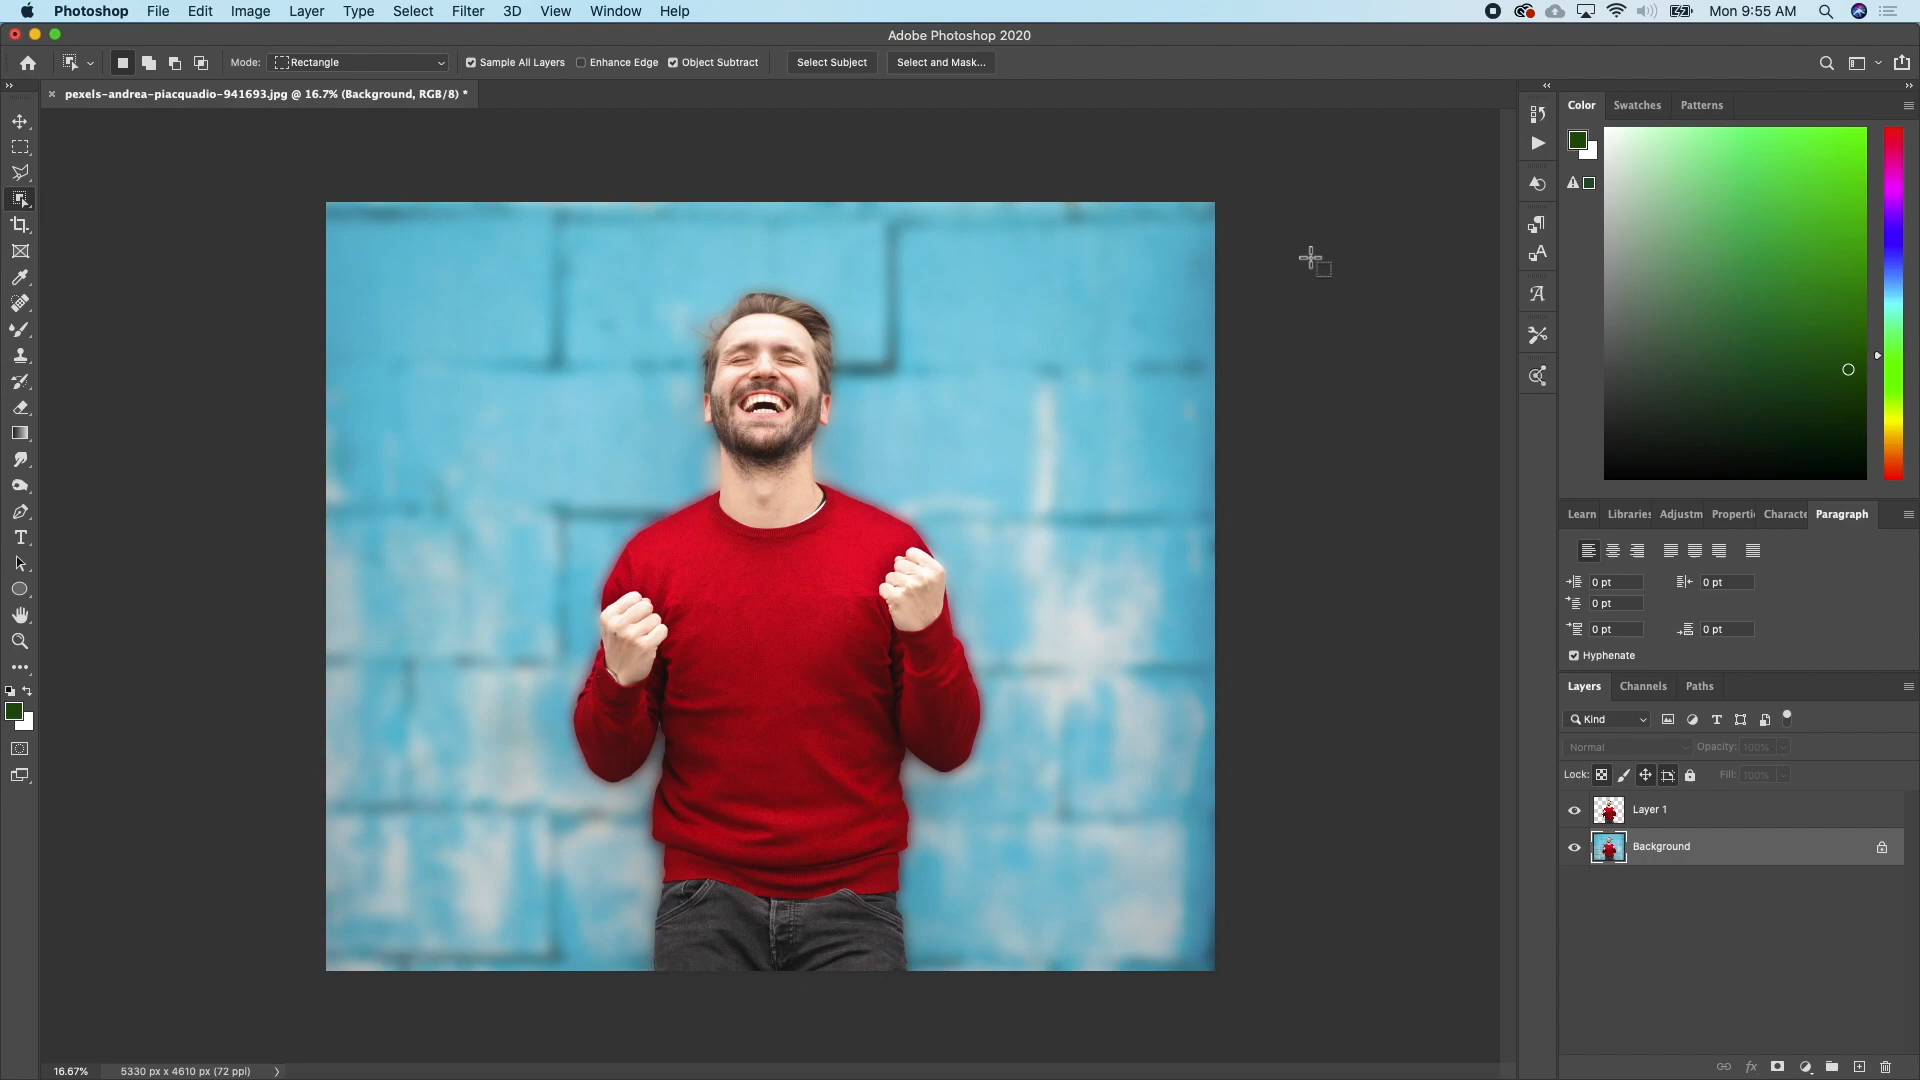 Photoshop File Edit Image Layer Type Select Filter 3D View Window Help Mon 9:55 AM
Adobe Photoshop 2020
Mode: Rectangle Sample All Layers Enhance Edge Object Subtract Select Subject Select and Mask...
pexels-andrea-piacquadio-941693.jpg @ 16.7% (Background, RGB/8) *
Color Swatches Patterns
Learn Libraries Adjustm Properti Characte Paragraph
0 pt 0 pt
0 pt
0 pt 0 pt
Hyphenate
Layers Channels Paths
Kind
Normal Opacity: 100%
Lock: Fill: 100%
Layer 1
Background
16.67% 5330 px x 4610 px (72 ppi)